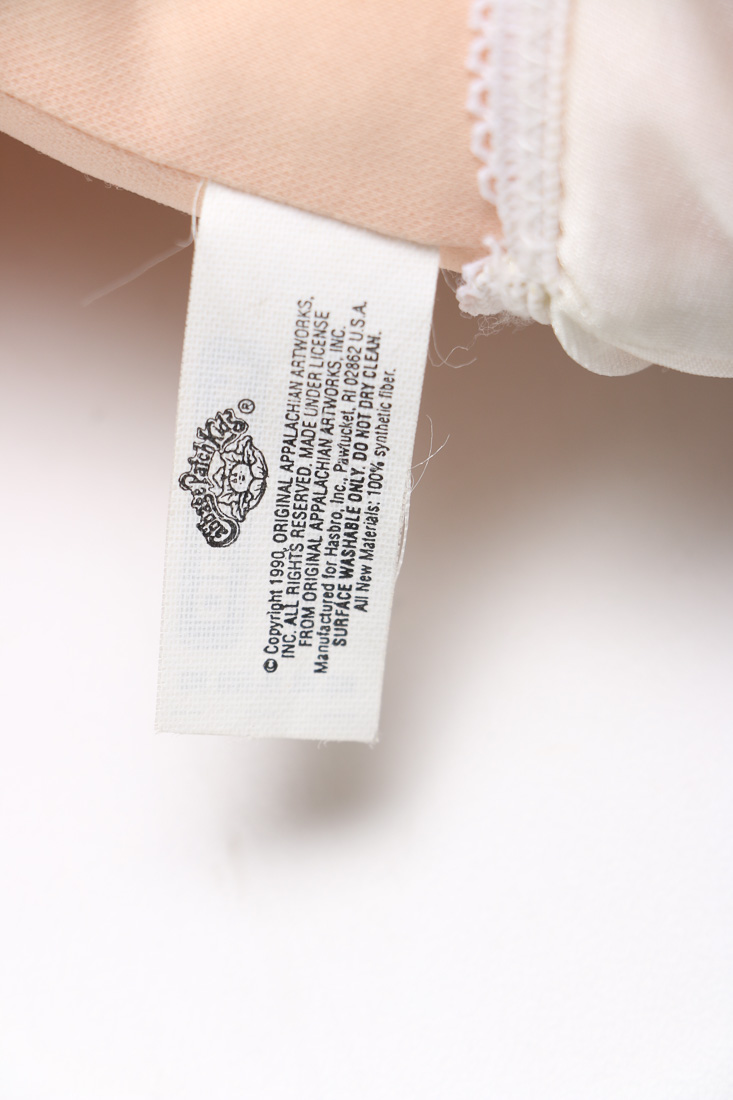 Cabbage Patch Kids ®
© Copyright 1990, ORIGINAL APPALACHIAN ARTWORKS,
INC. ALL RIGHTS RESERVED. MADE UNDER LICENSE
FROM ORIGINAL APPALACHIAN ARTWORKS, INC.
Manufactured for Hasbro, Inc., Pawtucket, RI 02862 U.S.A.
SURFACE WASHABLE ONLY. DO NOT DRY CLEAN.
All New Materials: 100% synthetic fiber.